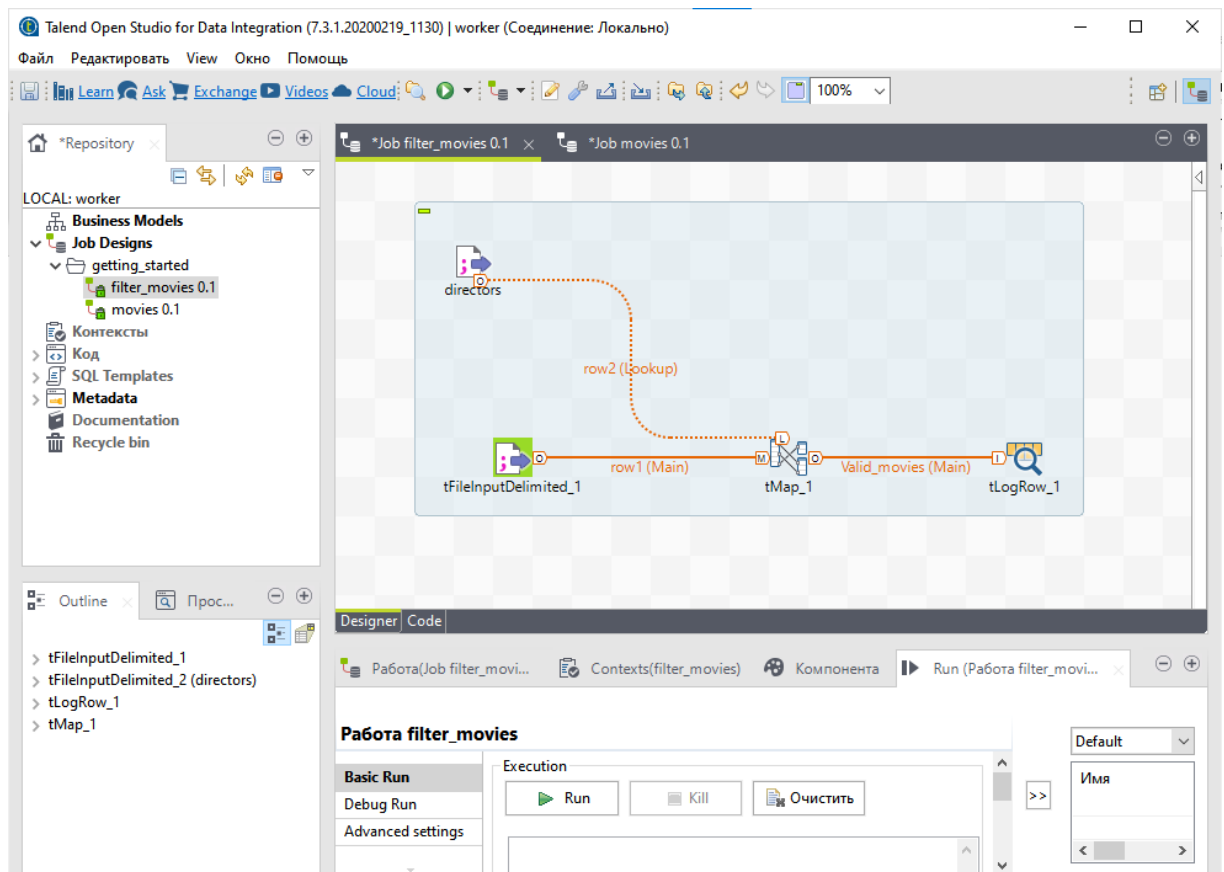 Talend Open Studio for Data Integration (7.3.1.20200219_1130) | worker (Соединение: Локально)
Файл Редактировать View Окно Помощь
Learn Ask Exchange Videos Cloud 100%
*Repository
LOCAL: worker
Business Models
Job Designs
getting_started
filter_movies 0.1
movies 0.1
Контексты
Код
SQL Templates
Metadata
Documentation
Recycle bin
*Job filter_movies 0.1 *Job movies 0.1
directors
row2 (Lookup)
row1 (Main)
Valid_movies (Main)
tFileInputDelimited_1 tMap_1 tLogRow_1
Designer Code
Outline Прос...
tFileInputDelimited_1
tFileInputDelimited_2 (directors)
tLogRow_1
tMap_1
Работа(Job filter_movi... Contexts(filter_movies) Компонента Run (Работа filter_movi...
Работа filter_movies
Basic Run
Debug Run
Advanced settings
Execution
Run Kill Очистить
>>
Default
Имя